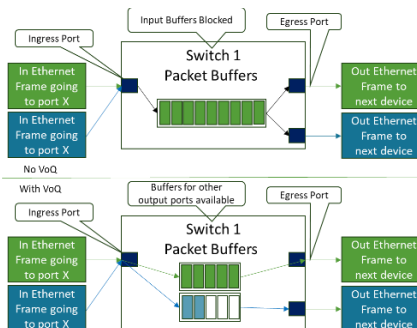 Input Buffers Blocked
Ingress Port
Egress Port
Switch 1
Packet Buffers
In Ethernet
Frame going
to port X
Out Ethernet
Frame to
next device
In Ethernet
Frame going
to port X
Out Ethernet
Frame to
next device
No VoQ
With VoQ
Buffers for other
output ports available
Ingress Port
Egress Port
Switch 1
Packet Buffers
In Ethernet
Frame going
to port X
Out Ethernet
Frame to
next device
In Ethernet
Frame going
to port X
Out Ethernet
Frame to
next device